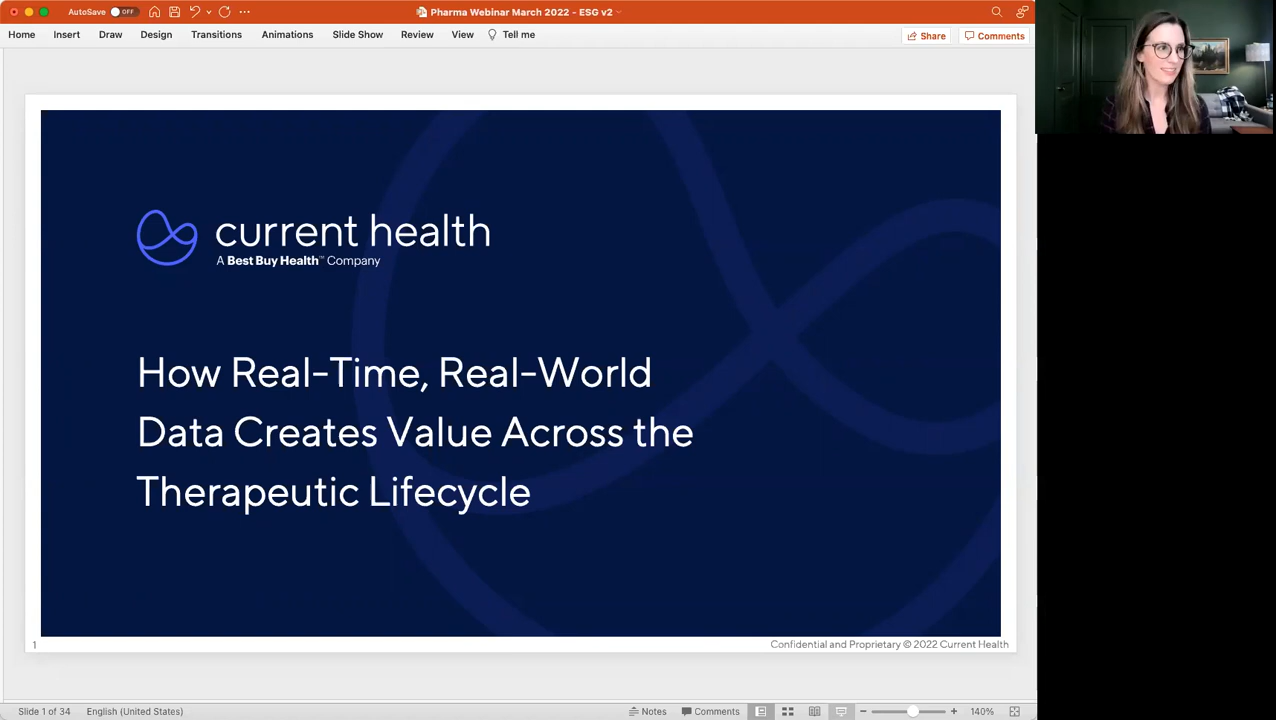 AutoSave OFF
Pharma Webinar March 2022 - ESG v2
Home Insert Draw Design Transitions Animations Slide Show Review View Tell me
Share Comments
current health
A Best Buy Health™ Company
How Real-Time, Real-World
Data Creates Value Across the
Therapeutic Lifecycle
1
Confidential and Proprietary © 2022 Current Health
Slide 1 of 34 English (United States) Notes Comments 140%